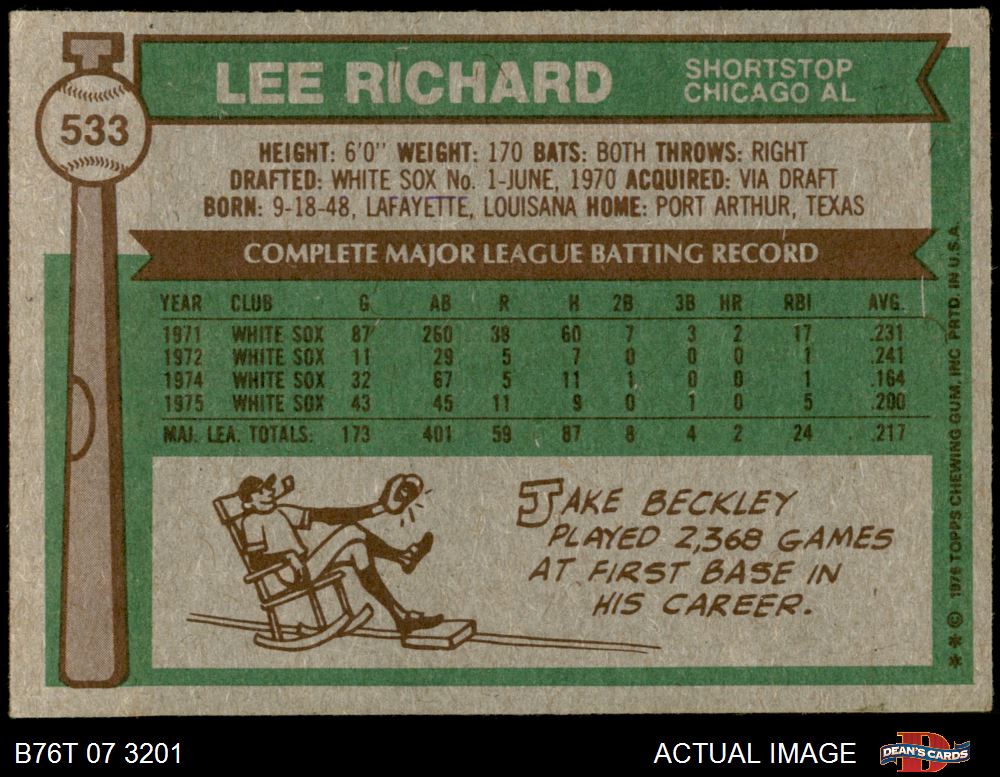 533
LEE RICHARD
SHORTSTOP
CHICAGO AL
HEIGHT: 6'0" WEIGHT: 170 BATS: BOTH THROWS: RIGHT
DRAFTED: WHITE SOX No. 1-JUNE, 1970 ACQUIRED: VIA DRAFT
BORN: 9-18-48, LAFAYETTE, LOUISANA HOME: PORT ARTHUR, TEXAS
COMPLETE MAJOR LEAGUE BATTING RECORD
YEAR CLUB G AB R H 2B 3B HR RBI AVG.
1971 WHITE SOX 87 260 38 60 7 3 2 17 .231
1972 WHITE SOX 11 29 5 7 0 0 0 1 .241
1974 WHITE SOX 32 67 5 11 1 0 0 1 .164
1975 WHITE SOX 43 45 11 9 0 1 0 5 .200
MAJ. LEA. TOTALS: 173 401 59 87 8 4 2 24 .217
JAKE BECKLEY
PLAYED 2,368 GAMES
AT FIRST BASE IN
HIS CAREER.
** © 1976 TOPPS CHEWING GUM, INC PRTD. IN U.S.A.
B76T 07 3201
ACTUAL IMAGE
DEAN'S CARDS